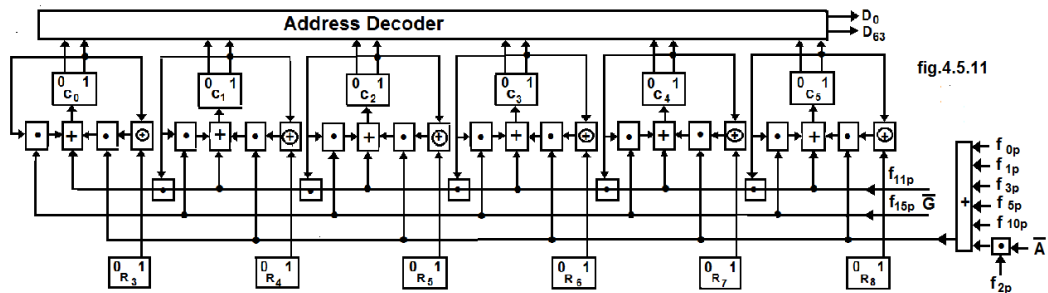 Address Decoder
D0
D63
fig.4.5.11
0 1
C0
0 1
C1
0 1
C2
0 1
C3
0 1
C4
0 1
C5
• + • ⊕ • + • ⊕ • + • ⊕ • + • ⊕ • + • ⊕ • + • ⊕
f0p
f1p
f3p
f5p
f10p
+
• • • • •
f11p
f15p G̅
• A̅
f2p
0 1
R3
0 1
R4
0 1
R5
0 1
R6
0 1
R7
0 1
R8